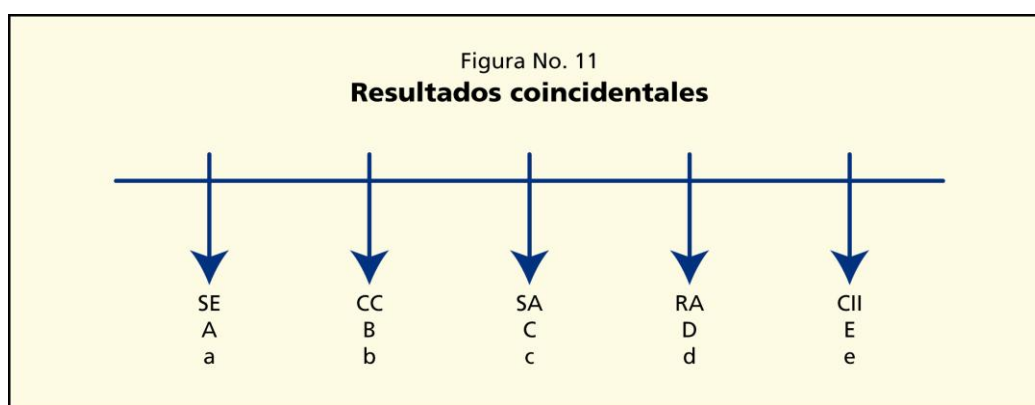 Figura No. 11
Resultados coincidentales
SE CC SA RA CII
A B C D E
a b c d e